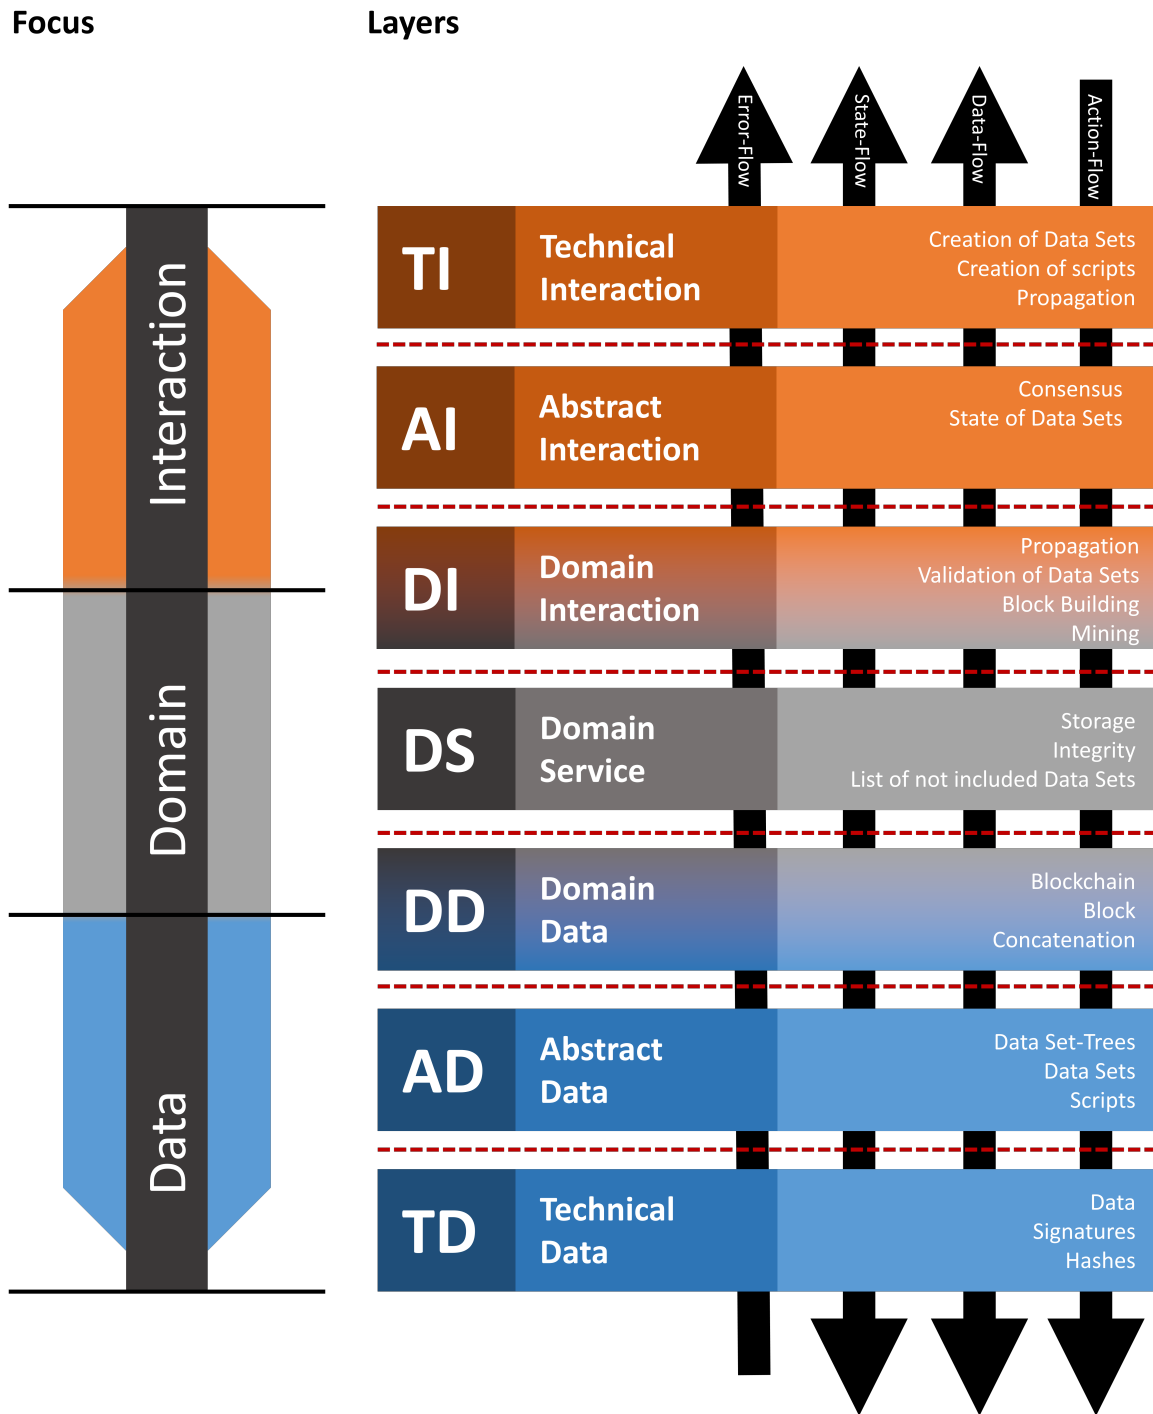 Focus
Layers
Error-Flow
State-Flow
Data-Flow
Action-Flow
Interaction
Domain
Data
TI
Technical
Interaction
Creation of Data Sets
Creation of scripts
Propagation
AI
Abstract
Interaction
Consensus
State of Data Sets
DI
Domain
Interaction
Propagation
Validation of Data Sets
Block Building
Mining
DS
Domain
Service
Storage
Integrity
List of not included Data Sets
DD
Domain
Data
Blockchain
Block
Concatenation
AD
Abstract
Data
Data Set-Trees
Data Sets
Scripts
TD
Technical
Data
Data
Signatures
Hashes